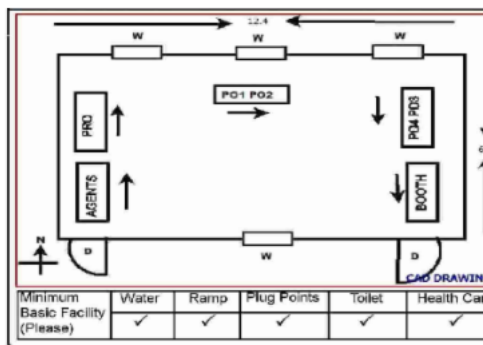 12.4
W W W
PO1 PO2
PRO
PO4 PO3
AGENTS
BOOTH
N
D W D
CAD DRAWIN
Minimum Basic Facility (Please) Water Ramp Plug Points Toilet Health Car
✓ ✓ ✓ ✓ ✓